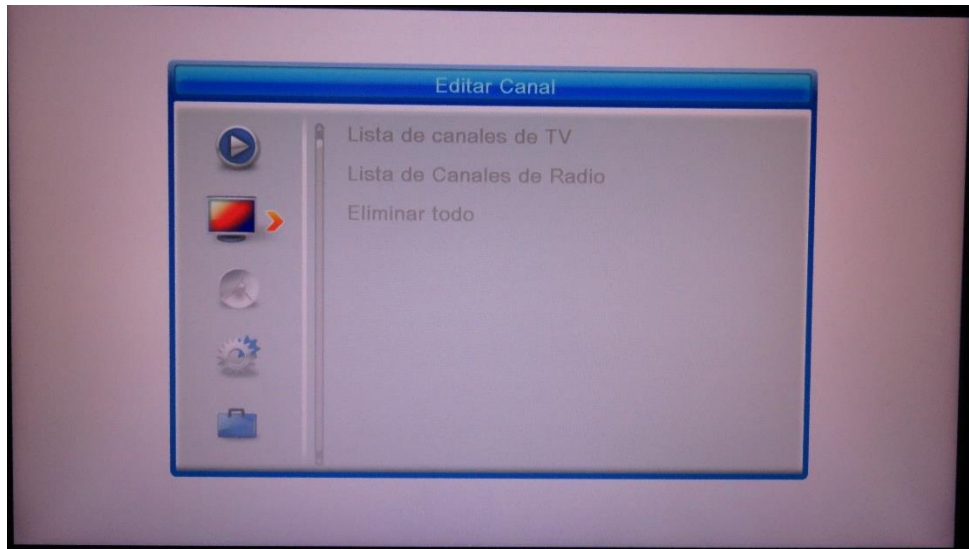 Editar Canal
Lista de canales de TV
Lista de Canales de Radio
Eliminar todo